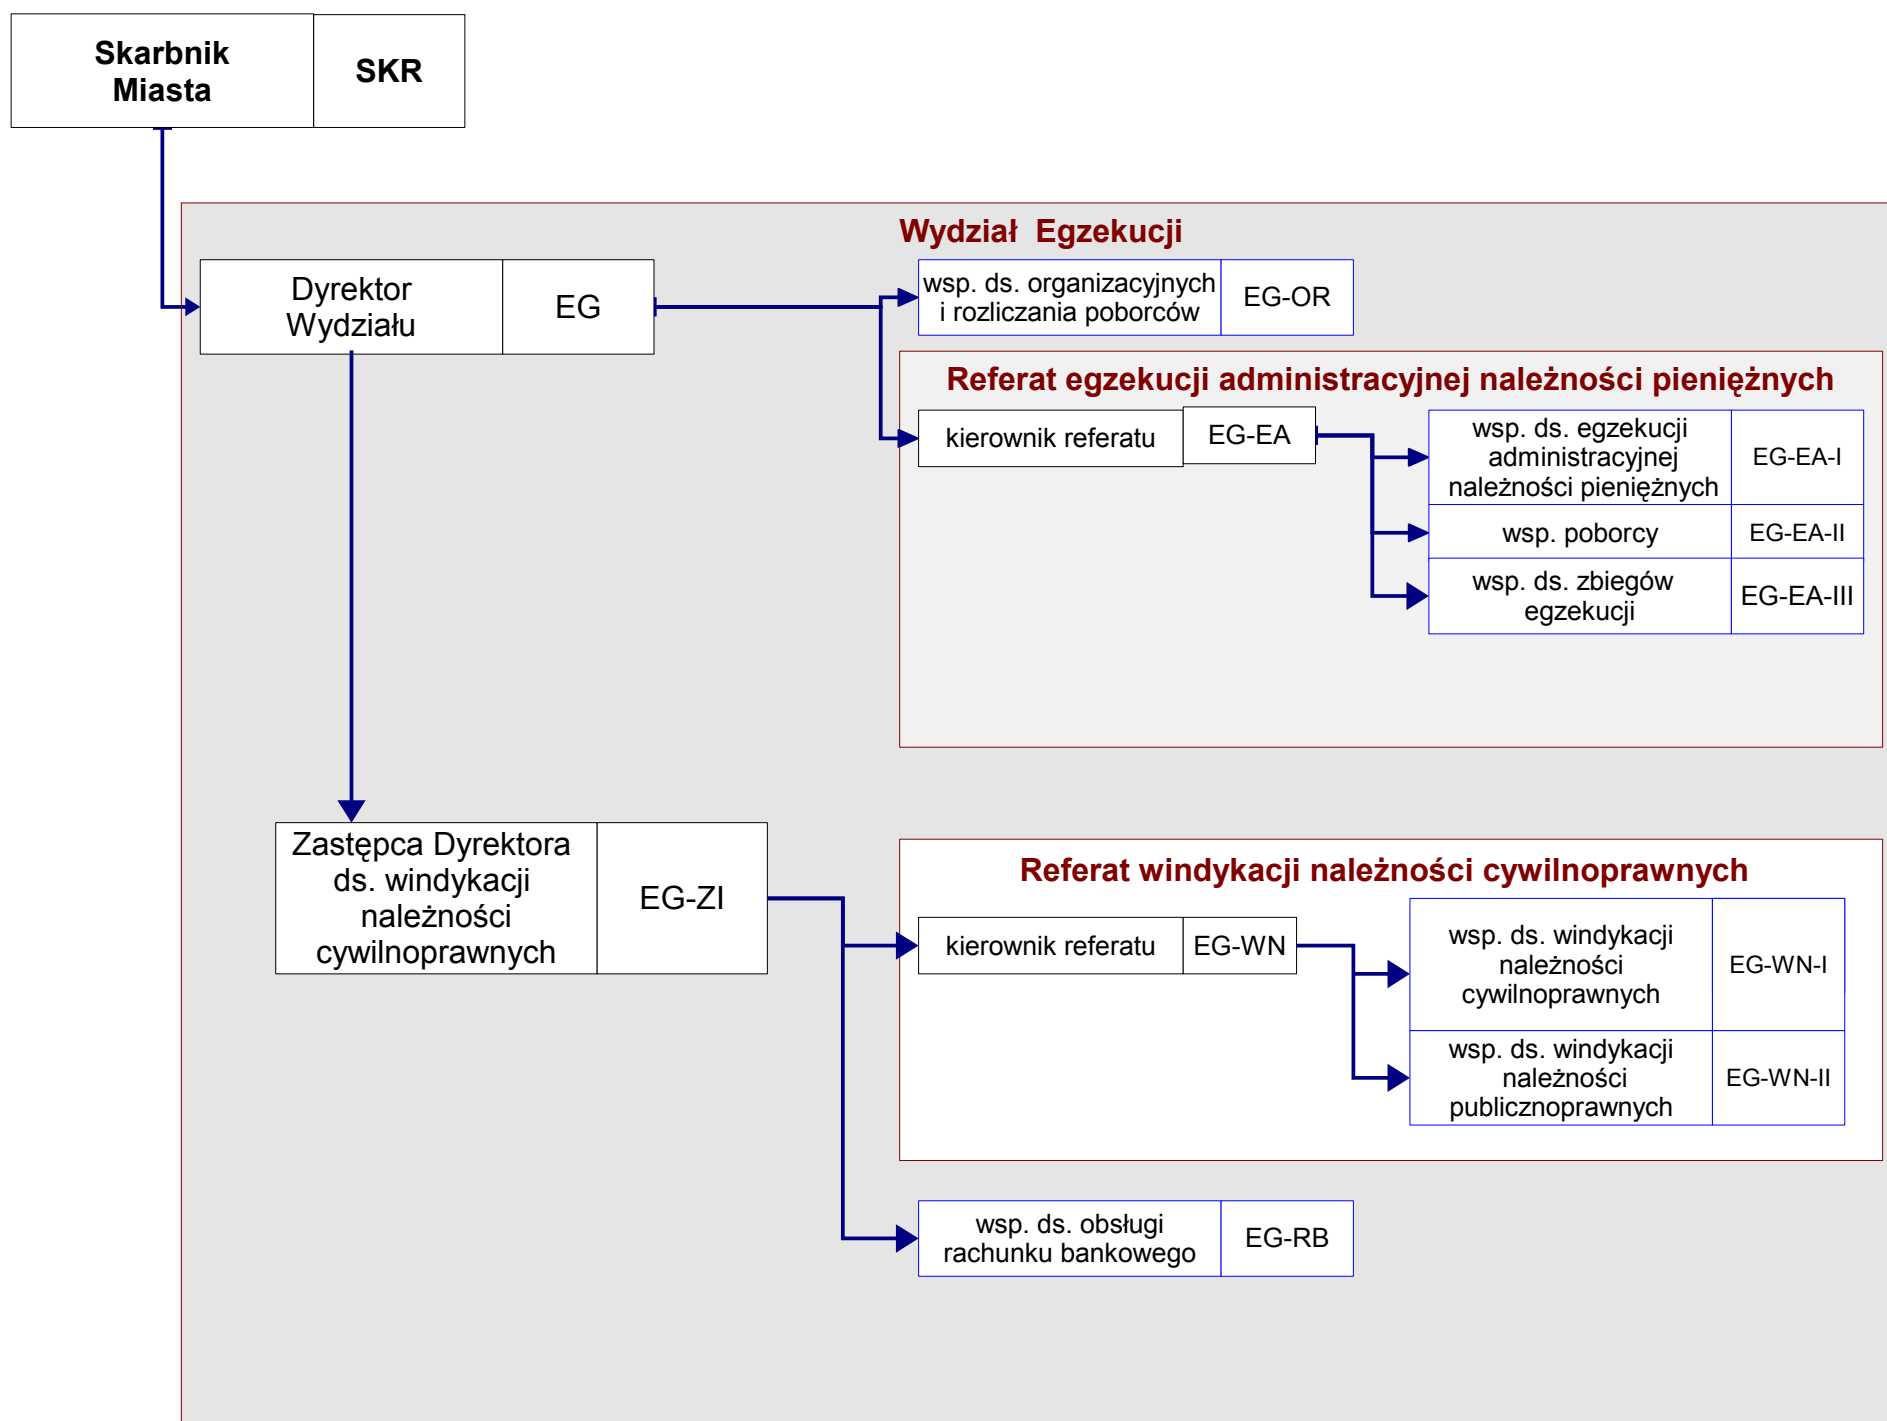 Skarbnik
Miasta
SKR
Wydział Egzekucji
Dyrektor
Wydziału
EG
wsp. ds. organizacyjnych
i rozliczania poborców
EG-OR
Referat egzekucji administracyjnej należności pieniężnych
kierownik referatu
EG-EA
wsp. ds. egzekucji
administracyjnej
należności pieniężnych
EG-EA-I
wsp. poborcy
EG-EA-II
wsp. ds. zbiegów
egzekucji
EG-EA-III
Zastępca Dyrektora
ds. windykacji
należności
cywilnoprawnych
EG-ZI
Referat windykacji należności cywilnoprawnych
kierownik referatu
EG-WN
wsp. ds. windykacji
należności
cywilnoprawnych
EG-WN-I
wsp. ds. windykacji
należności
publicznoprawnych
EG-WN-II
wsp. ds. obsługi
rachunku bankowego
EG-RB